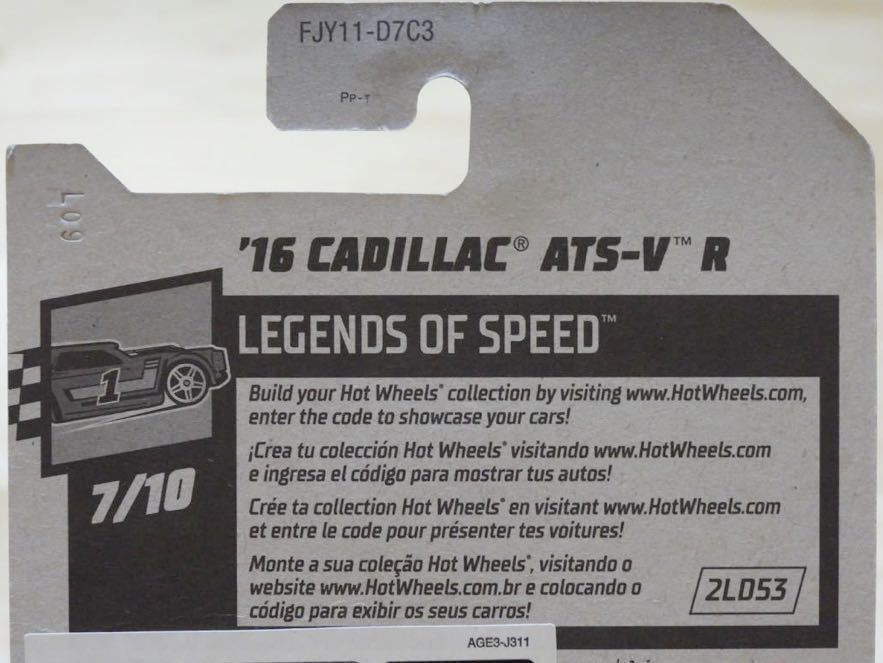 FJY11-D7C3
PP-T
L09
'16 CADILLAC® ATS-V™ R
LEGENDS OF SPEED™
1
7/10
Build your Hot Wheels® collection by visiting www.HotWheels.com,
enter the code to showcase your cars!
¡Crea tu colección Hot Wheels® visitando www.HotWheels.com
e ingresa el código para mostrar tus autos!
Crée ta collection Hot Wheels® en visitant www.HotWheels.com
et entre le code pour présenter tes voitures!
Monte a sua coleção Hot Wheels®, visitando o
website www.HotWheels.com.br e colocando o
código para exibir os seus carros!
2LD53
AGE3-J311